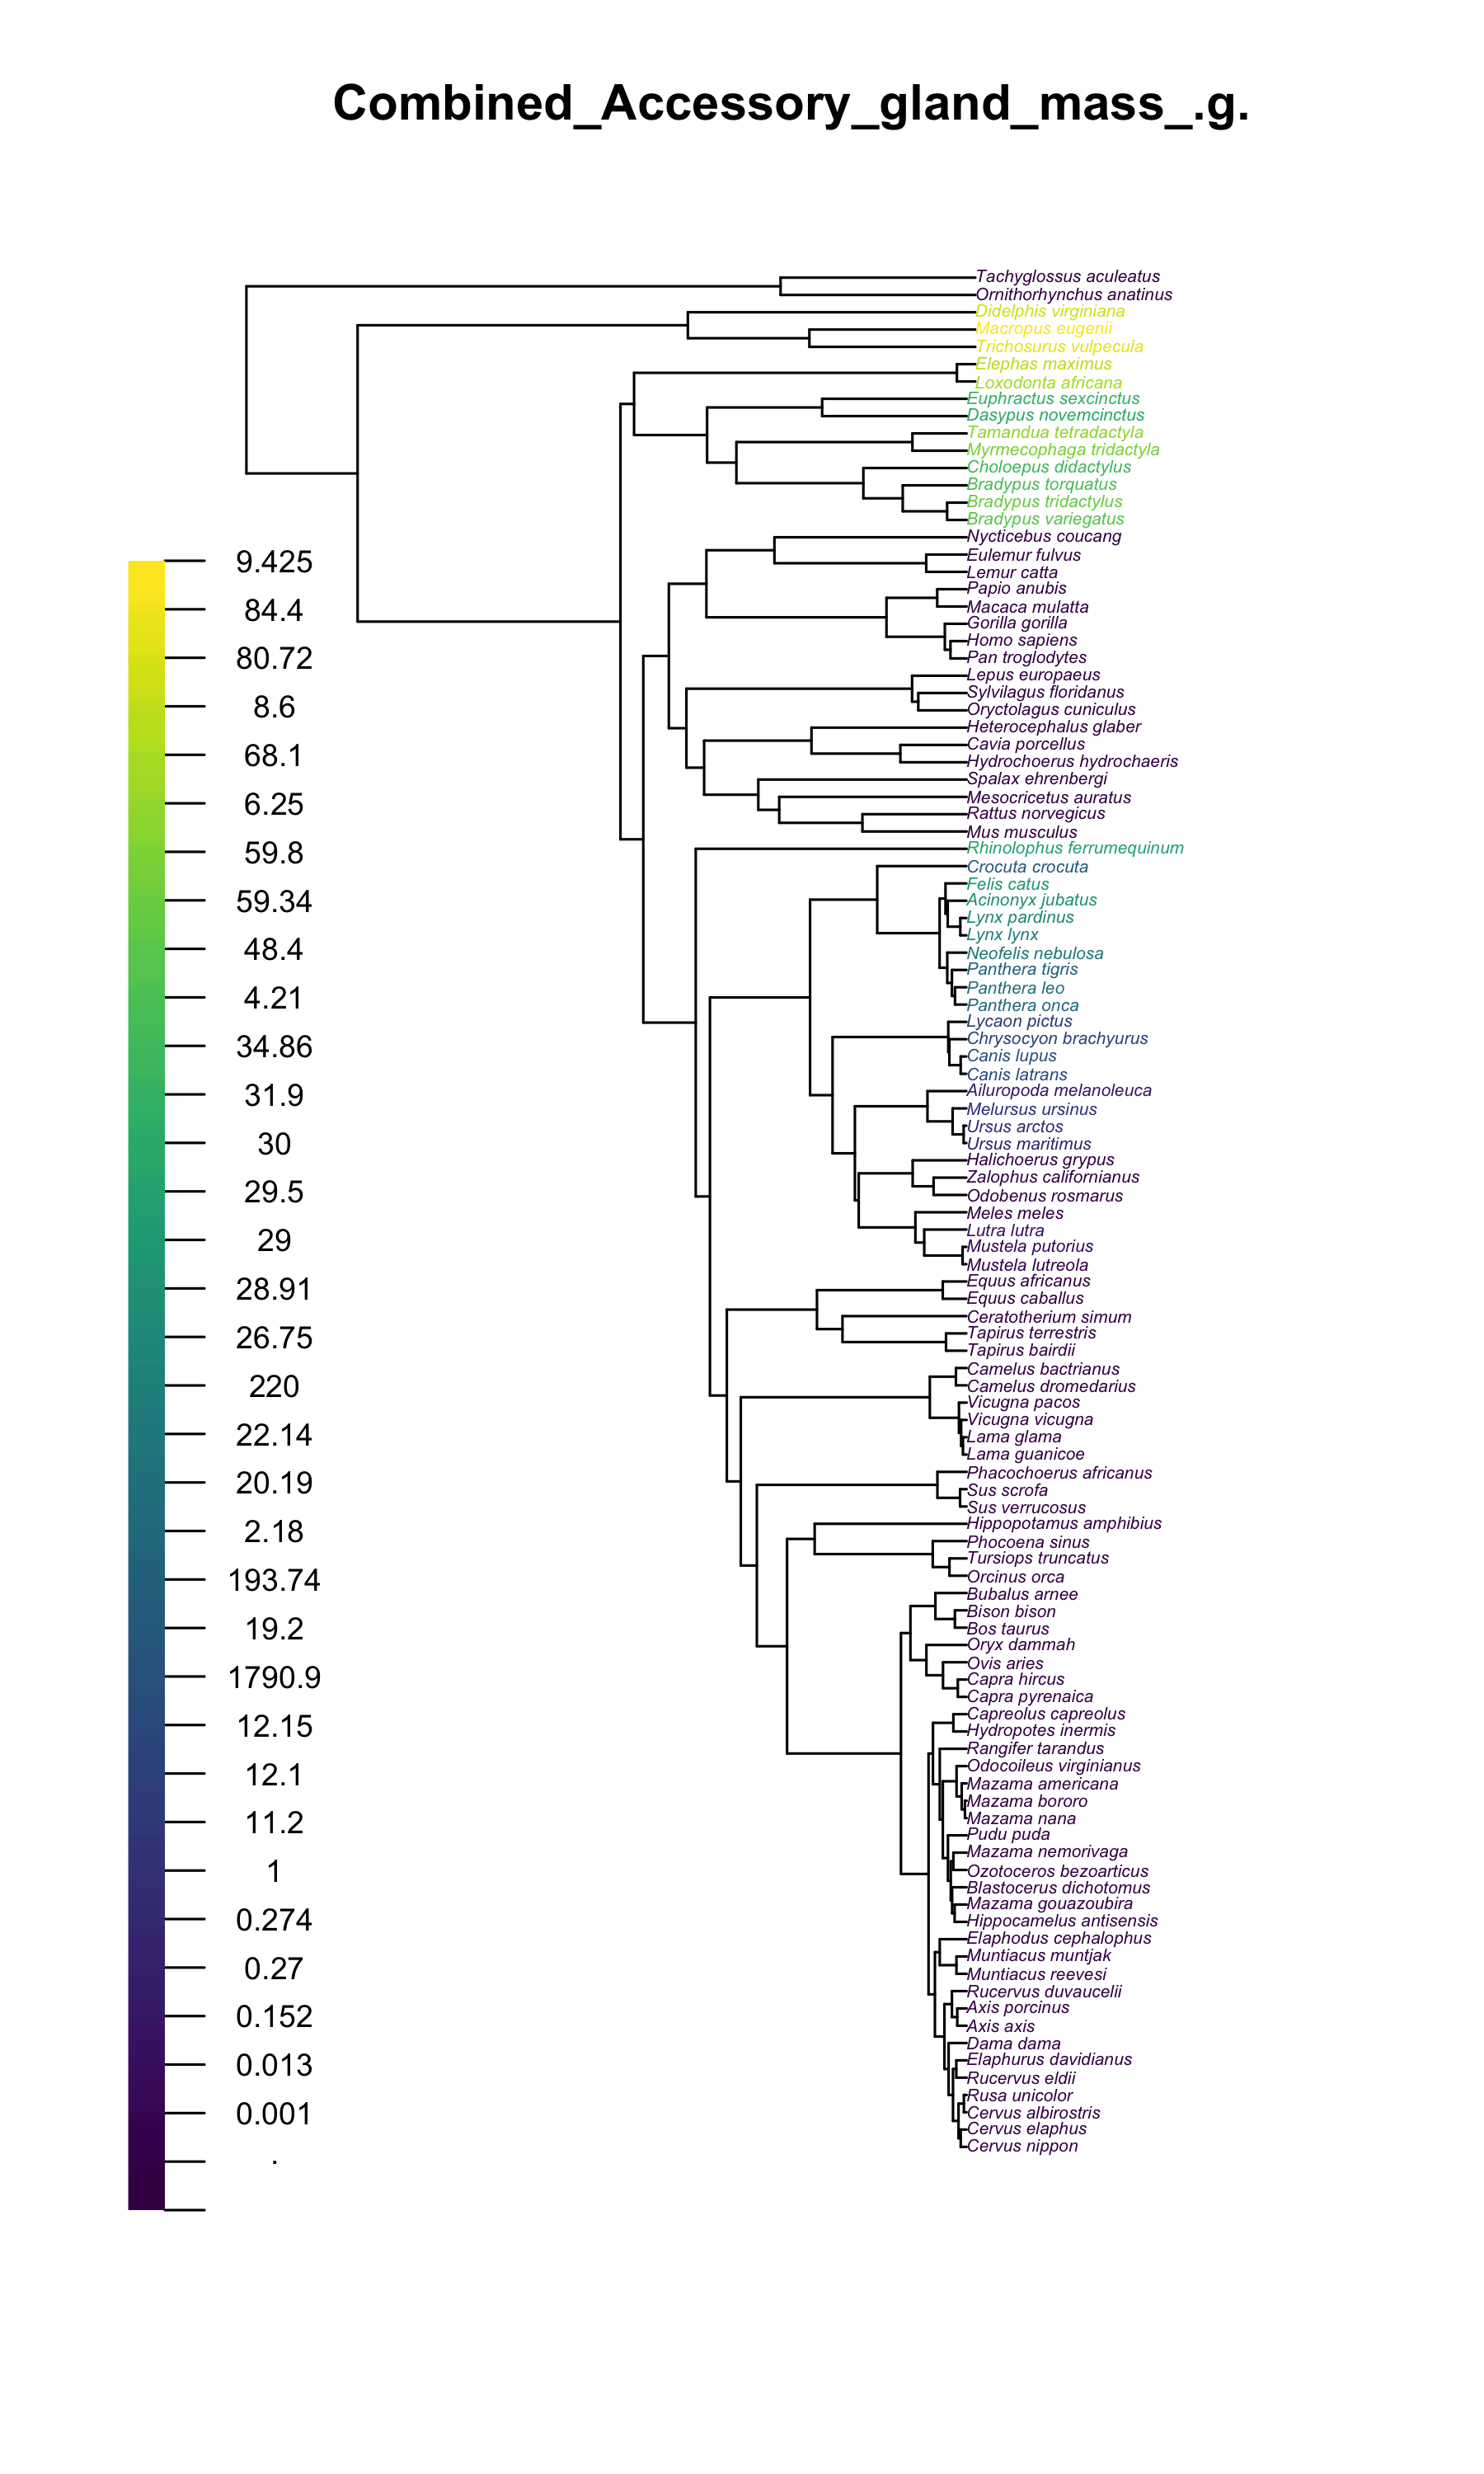 Combined_Accessory_gland_mass_.g.
Tachyglossus aculeatus
Ornithorhynchus anatinus
Didelphis virginiana
Macropus eugenii
Trichosurus vulpecula
Elephas maximus
Loxodonta africana
Euphractus sexcinctus
Dasypus novemcinctus
Tamandua tetradactyla
Myrmecophaga tridactyla
Choloepus didactylus
Bradypus torquatus
Bradypus tridactylus
Bradypus variegatus
Nycticebus coucang
Eulemur fulvus
Lemur catta
Papio anubis
Macaca mulatta
Gorilla gorilla
Homo sapiens
Pan troglodytes
Lepus europaeus
Sylvilagus floridanus
Oryctolagus cuniculus
Heterocephalus glaber
Cavia porcellus
Hydrochoerus hydrochaeris
Spalax ehrenbergi
Mesocricetus auratus
Rattus norvegicus
Mus musculus
Rhinolophus ferrumequinum
Crocuta crocuta
Felis catus
Acinonyx jubatus
Lynx pardinus
Lynx lynx
Neofelis nebulosa
Panthera tigris
Panthera leo
Panthera onca
Lycaon pictus
Chrysocyon brachyurus
Canis lupus
Canis latrans
Ailuropoda melanoleuca
Melursus ursinus
Ursus arctos
Ursus maritimus
Halichoerus grypus
Zalophus californianus
Odobenus rosmarus
Meles meles
Lutra lutra
Mustela putorius
Mustela lutreola
Equus africanus
Equus caballus
Ceratotherium simum
Tapirus terrestris
Tapirus bairdii
Camelus bactrianus
Camelus dromedarius
Vicugna pacos
Vicugna vicugna
Lama glama
Lama guanicoe
Phacochoerus africanus
Sus scrofa
Sus verrucosus
Hippopotamus amphibius
Phocoena sinus
Tursiops truncatus
Orcinus orca
Bubalus arnee
Bison bison
Bos taurus
Oryx dammah
Ovis aries
Capra hircus
Capra pyrenaica
Capreolus capreolus
Hydropotes inermis
Rangifer tarandus
Odocoileus virginianus
Mazama americana
Mazama bororo
Mazama nana
Pudu puda
Mazama nemorivaga
Ozotoceros bezoarticus
Blastocerus dichotomus
Mazama gouazoubira
Hippocamelus antisensis
Elaphodus cephalophus
Muntiacus muntjak
Muntiacus reevesi
Rucervus duvaucelii
Axis porcinus
Axis axis
Dama dama
Elaphurus davidianus
Rucervus eldii
Rusa unicolor
Cervus albirostris
Cervus elaphus
Cervus nippon
9.425
84.4
80.72
8.6
68.1
6.25
59.8
59.34
48.4
4.21
34.86
31.9
30
29.5
29
28.91
26.75
220
22.14
20.19
2.18
193.74
19.2
1790.9
12.15
12.1
11.2
1
0.274
0.27
0.152
0.013
0.001
.